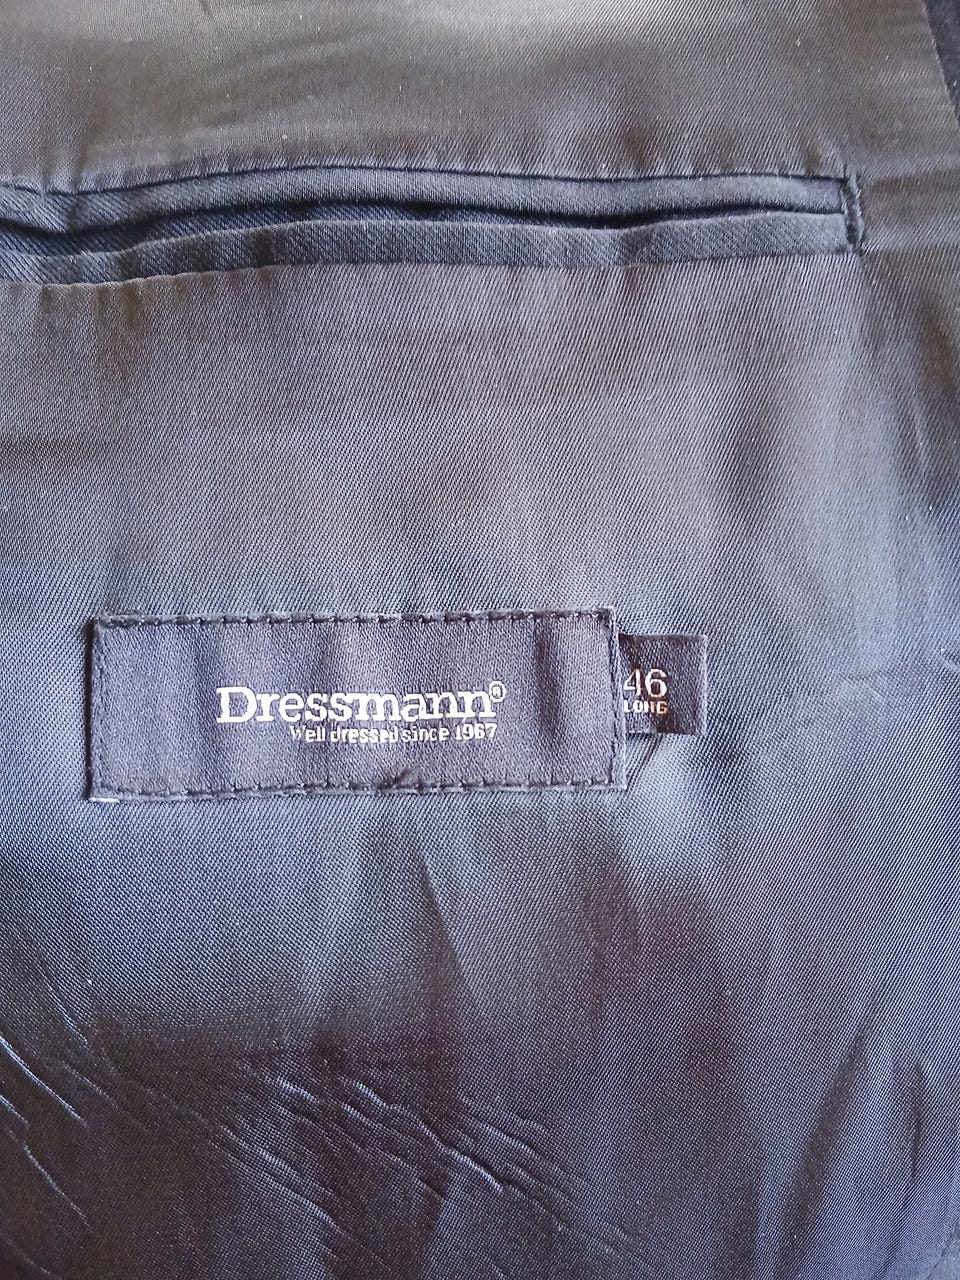 Dressmann®
Well dressed since 1967
46
LONG